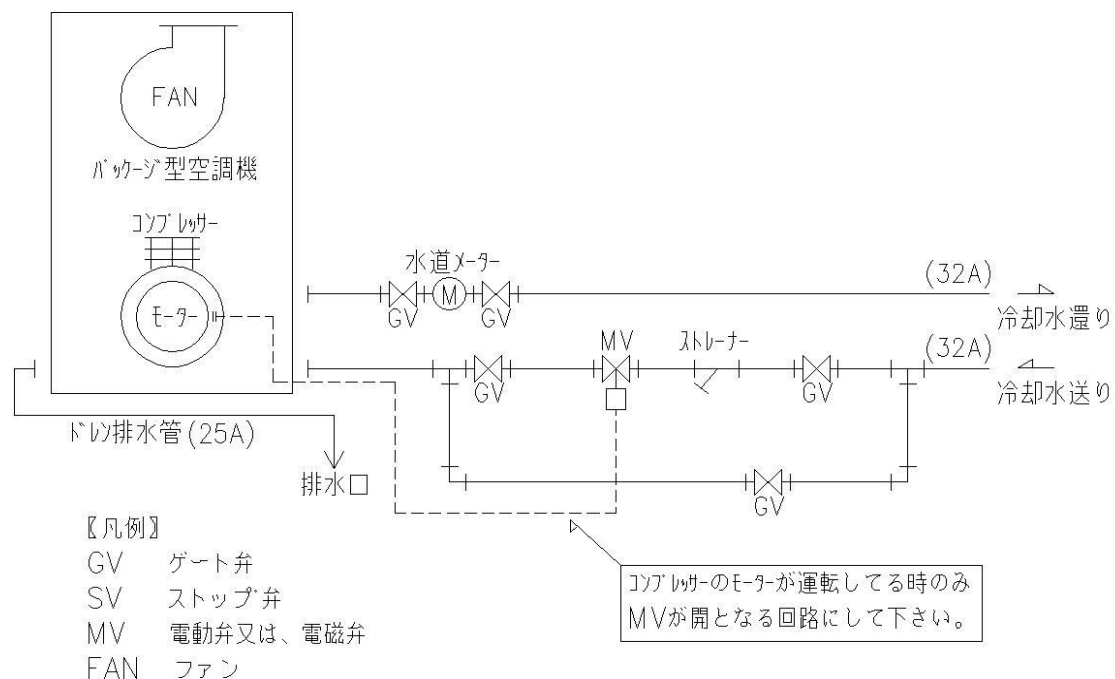 FAN
パッケージ型空調機
コンプレッサー
モーター
水道メーター
M
GV
GV
(32A)
冷却水還り
MV
ストレーナー
(32A)
GV
GV
冷却水送り
ドレン排水管(25A)
排水口
GV
〖凡例〗
GV ゲート弁
SV ストップ弁
MV 電動弁又は、電磁弁
FAN ファン
コンプレッサーのモーターが運転してる時のみ
MVが開となる回路にして下さい。